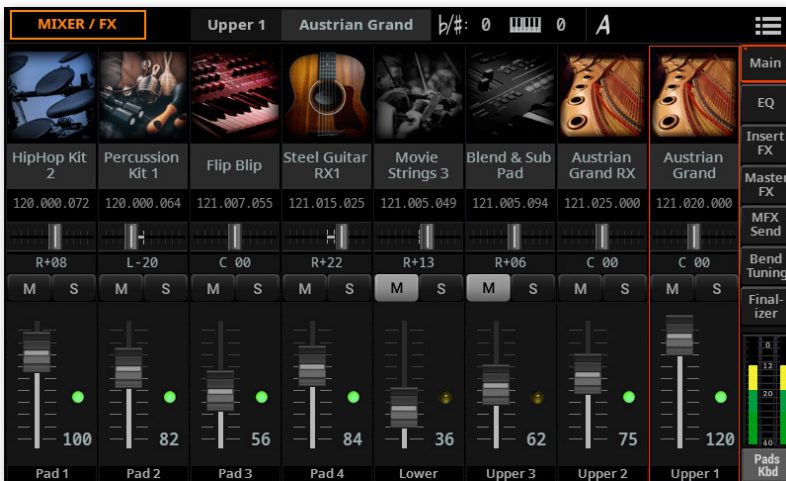 MIXER / FX Upper 1 Austrian Grand ♭/#: 0 0 A
Main
EQ
Insert
FX
Master
FX
MFX
Send
Bend
Tuning
Final-
izer
HipHop Kit
2
Percussion
Kit 1
Flip Blip
Steel Guitar
RX1
Movie
Strings 3
Blend & Sub
Pad
Austrian
Grand RX
Austrian
Grand
120.000.072 120.000.064 121.007.055 121.015.025 121.005.049 121.005.094 121.025.000 121.020.000
R+08 L-20 C 00 R+22 R+13 R+06 C 00 C 00
M S M S M S M S M S M S M S M S
0
12
20
40
100 82 56 84 36 62 75 120
Pad 1 Pad 2 Pad 3 Pad 4 Lower Upper 3 Upper 2 Upper 1
Pads
Kbd